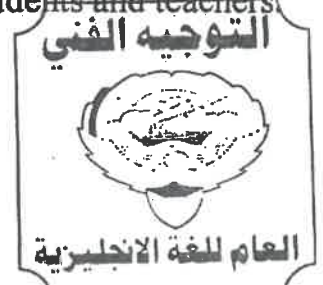 dents and teachers.
التوجيه الفني
العام للغة الانجليزية